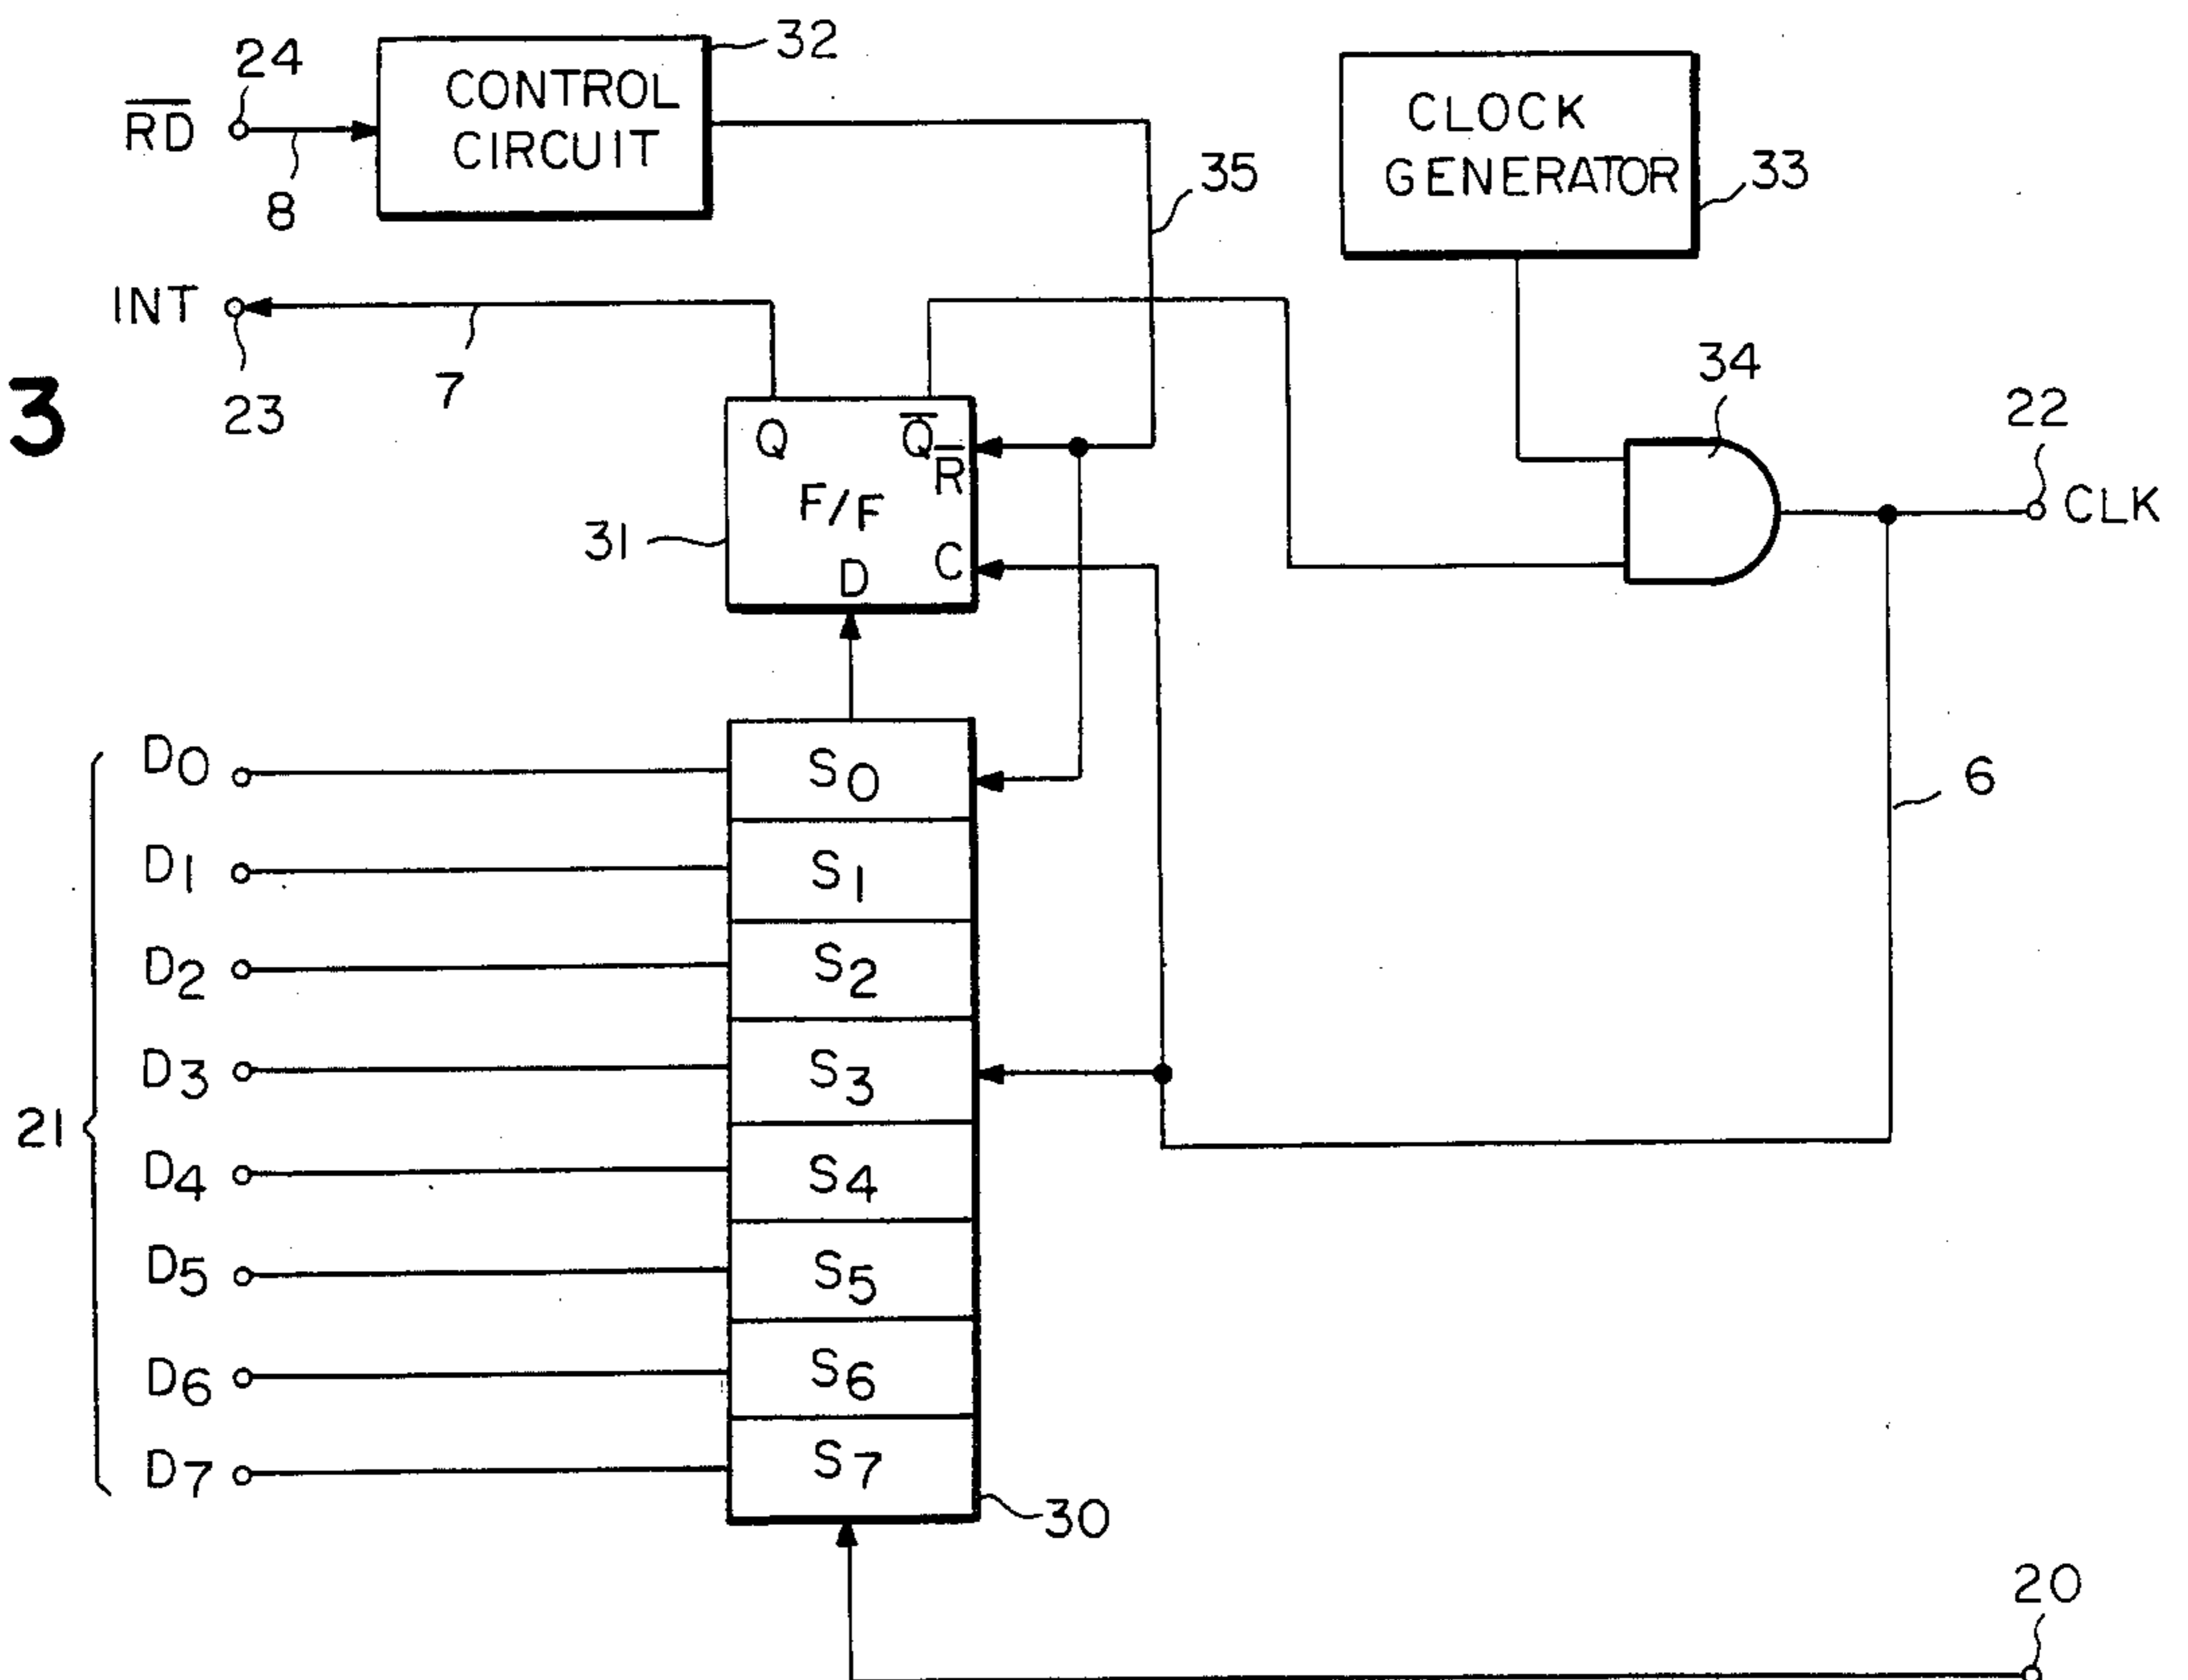 32
24
CONTROL
CIRCUIT
R̅D̅
8
CLOCK
GENERATOR
33
35
INT
23
7
3
34
22
CLK
Q
Q̅
R̅
F/F
31
C
D
6
D0
S0
D1
S1
D2
S2
D3
S3
21
D4
S4
D5
S5
D6
S6
D7
S7
30
20